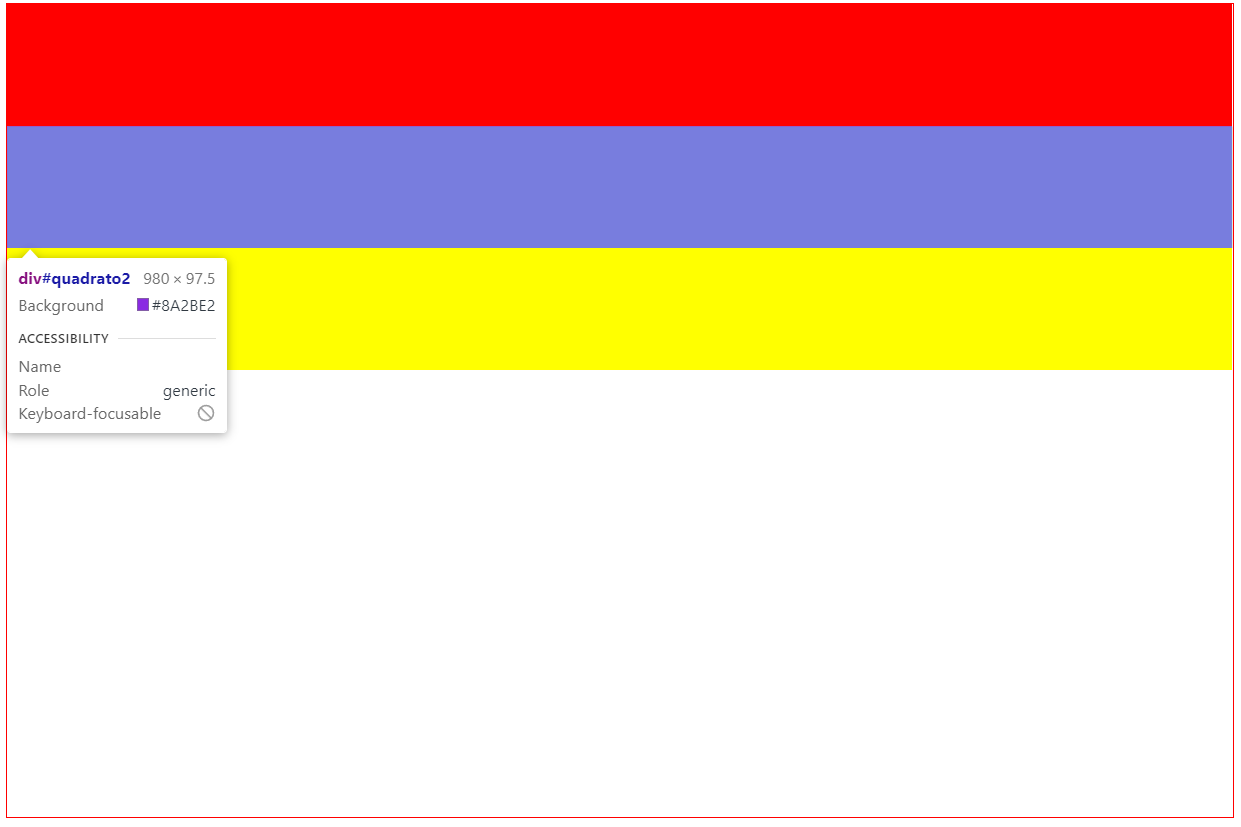 div#quadrato2 980 × 97.5
Background #8A2BE2
ACCESSIBILITY
Name
Role generic
Keyboard-focusable